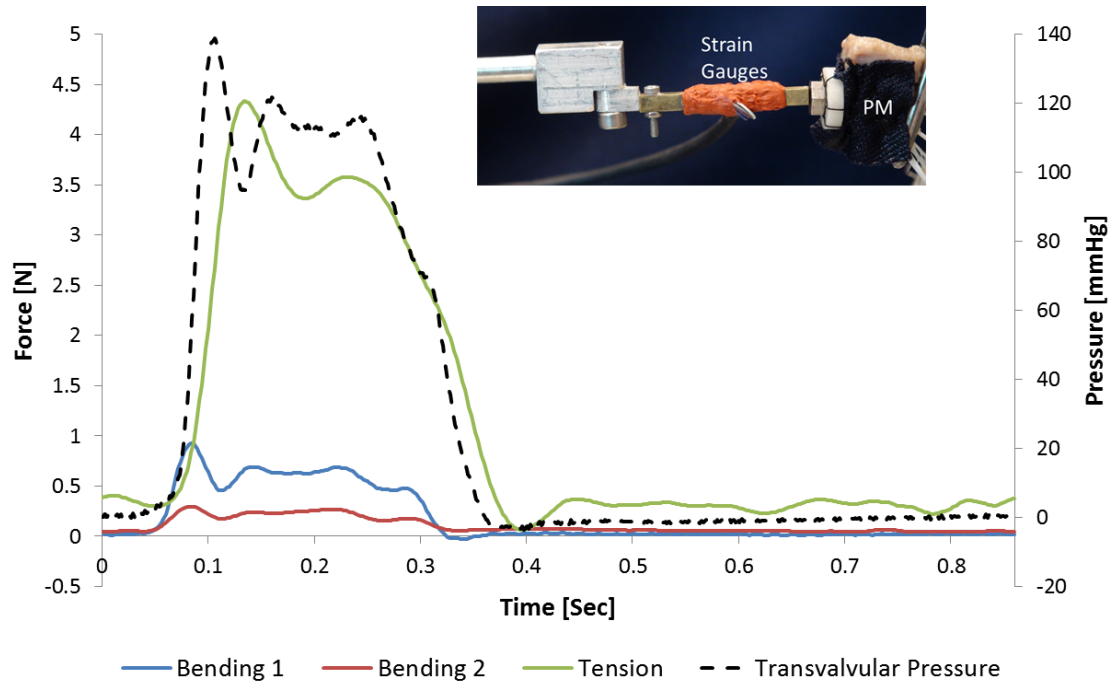 Strain
Gauges
PM
Force [N]
5
4.5
4
3.5
3
2.5
2
1.5
1
0.5
0
-0.5
140
120
100
80
60
40
20
0
-20
Pressure [mmHg]
0 0.1 0.2 0.3 0.4 0.5 0.6 0.7 0.8
Time [Sec]
Bending 1 Bending 2 Tension Transvalvular Pressure